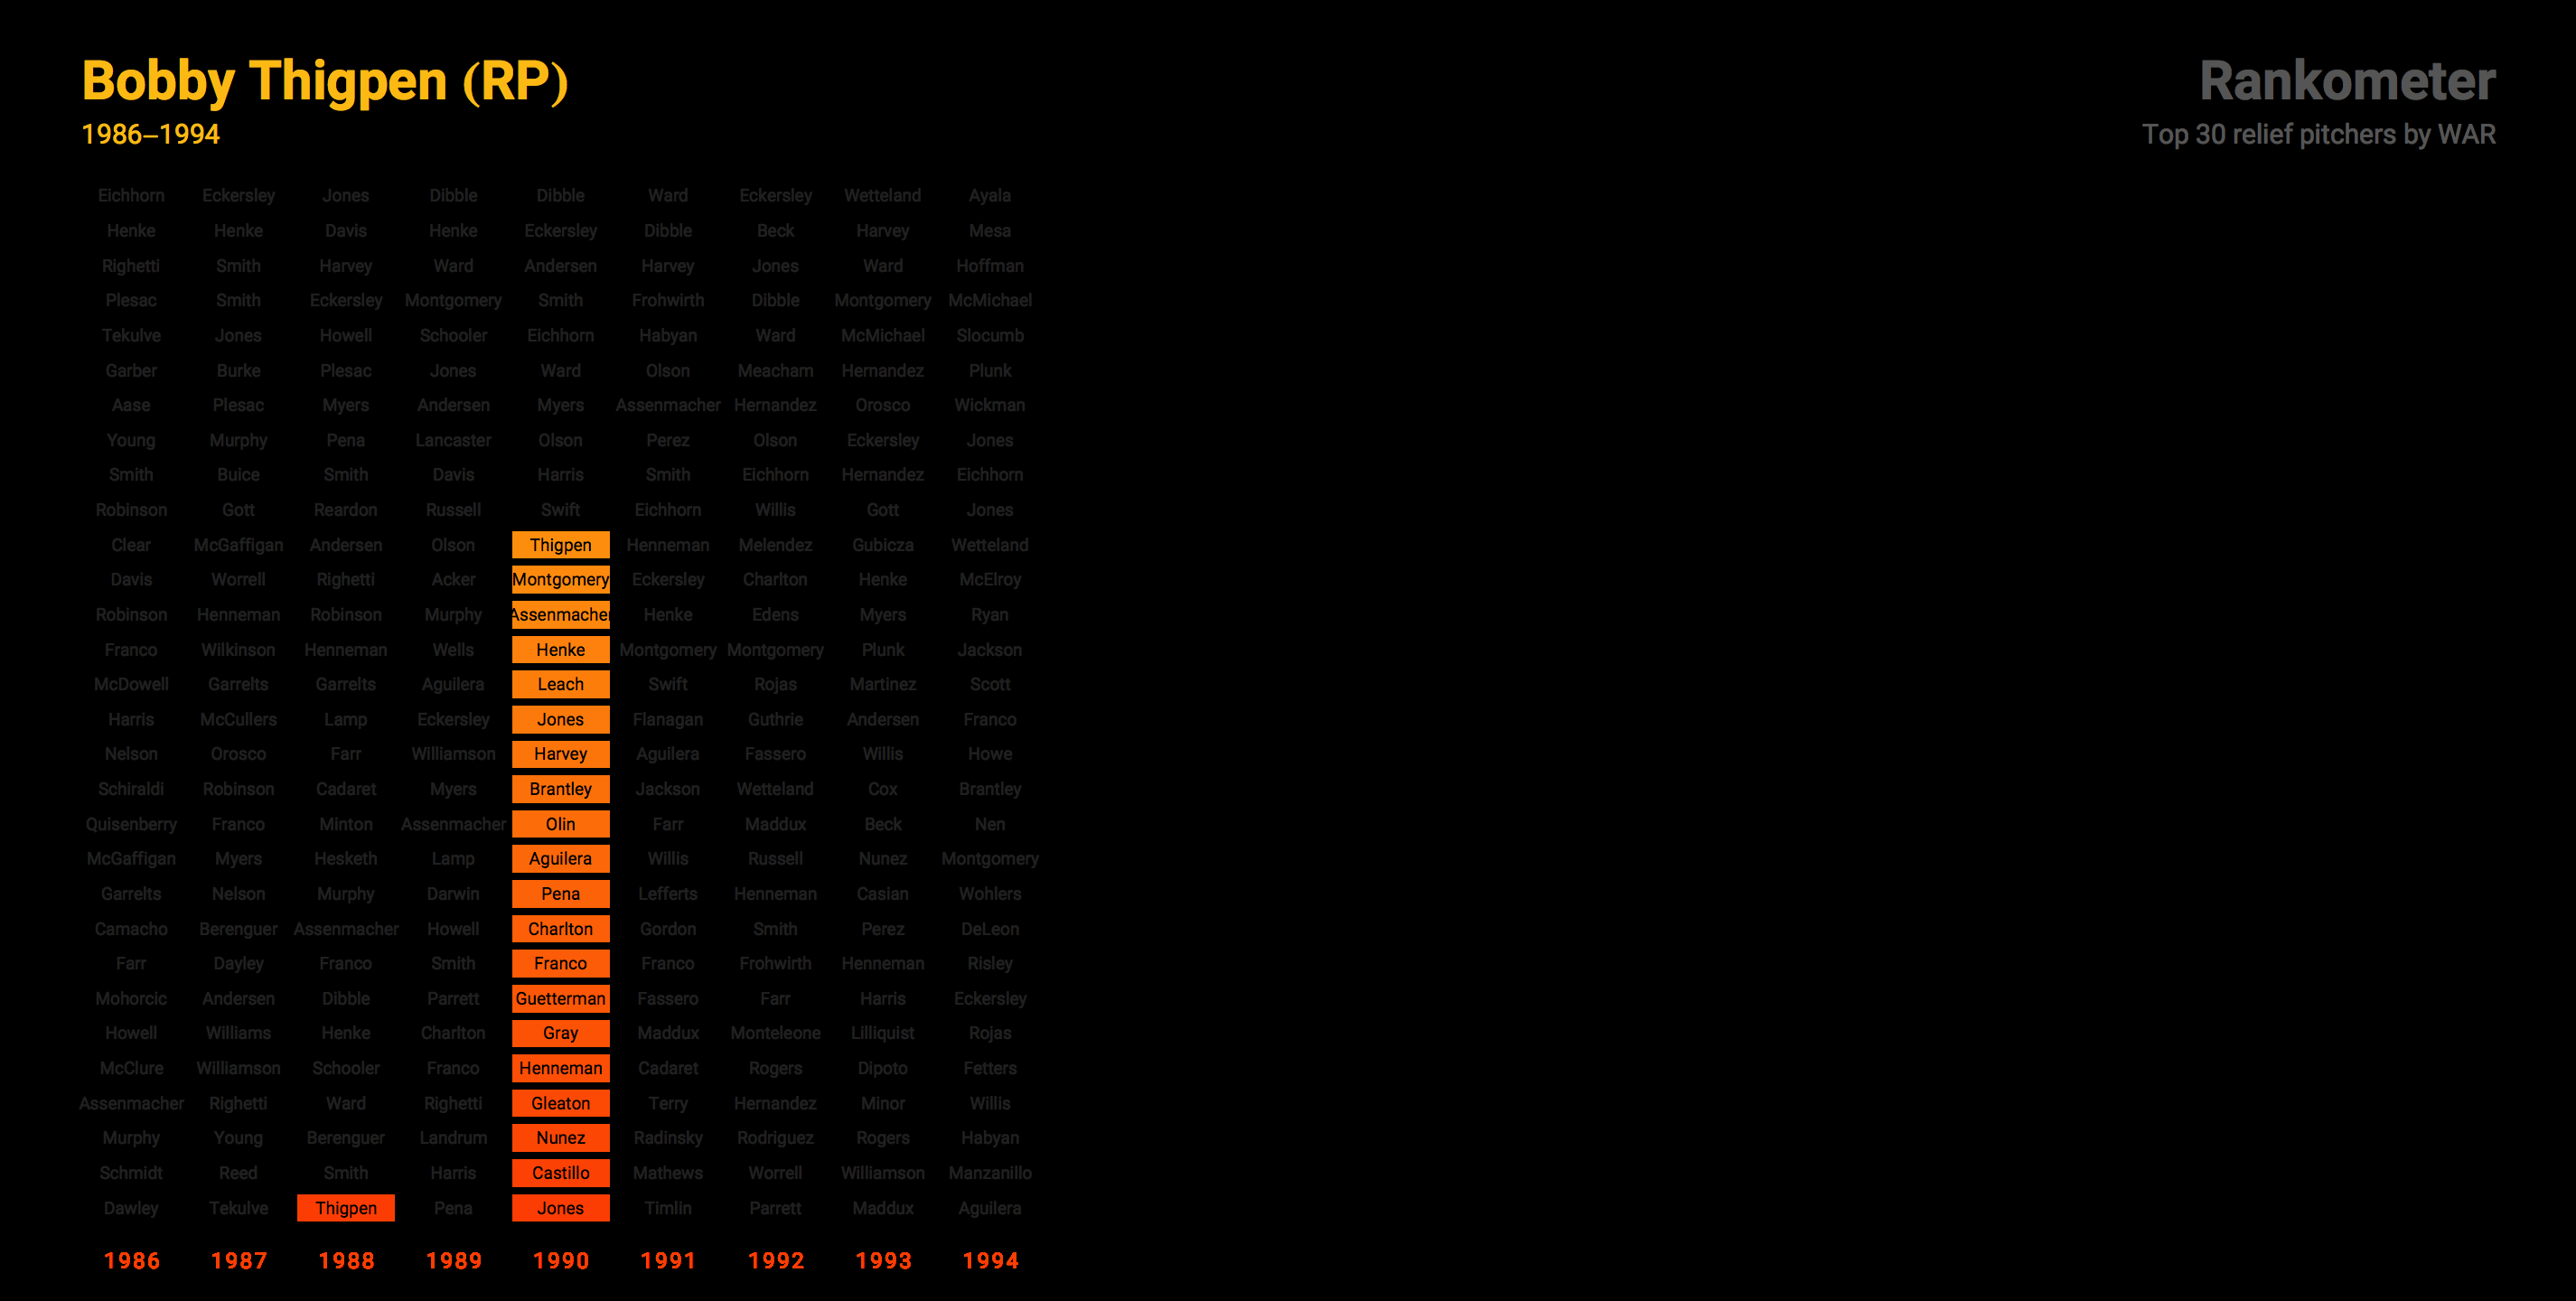 Bobby Thigpen (RP)
1986–1994
Rankometer
Top 30 relief pitchers by WAR
Eichhorn Eckersley Jones Dibble Dibble Ward Eckersley Wetteland Ayala
Henke Henke Davis Henke Eckersley Dibble Beck Harvey Mesa
Righetti Smith Harvey Ward Andersen Harvey Jones Ward Hoffman
Plesac Smith Eckersley Montgomery Smith Frohwirth Dibble Montgomery McMichael
Tekulve Jones Howell Schooler Eichhorn Habyan Ward McMichael Slocumb
Garber Burke Plesac Jones Ward Olson Meacham Hernandez Plunk
Aase Plesac Myers Andersen Myers Assenmacher Hernandez Orosco Wickman
Young Murphy Pena Lancaster Olson Perez Olson Eckersley Jones
Smith Buice Smith Davis Harris Smith Eichhorn Hernandez Eichhorn
Robinson Gott Reardon Russell Swift Eichhorn Willis Gott Jones
Clear McGaffigan Andersen Olson Thigpen Henneman Melendez Gubicza Wetteland
Davis Worrell Righetti Acker Montgomery Eckersley Charlton Henke McElroy
Robinson Henneman Robinson Murphy Assenmacher Henke Edens Myers Ryan
Franco Wilkinson Henneman Wells Henke Montgomery Montgomery Plunk Jackson
McDowell Garrelts Garrelts Aguilera Leach Swift Rojas Martinez Scott
Harris McCullers Lamp Eckersley Jones Flanagan Guthrie Andersen Franco
Nelson Orosco Farr Williamson Harvey Aguilera Fassero Willis Howe
Schiraldi Robinson Cadaret Myers Brantley Jackson Wetteland Cox Brantley
Quisenberry Franco Minton Assenmacher Olin Farr Maddux Beck Nen
McGaffigan Myers Hesketh Lamp Aguilera Willis Russell Nunez Montgomery
Garrelts Nelson Murphy Darwin Pena Lefferts Henneman Casian Wohlers
Camacho Berenguer Assenmacher Howell Charlton Gordon Smith Perez DeLeon
Farr Dayley Franco Smith Franco Franco Frohwirth Henneman Risley
Mohorcic Andersen Dibble Parrett Guetterman Fassero Farr Harris Eckersley
Howell Williams Henke Charlton Gray Maddux Monteleone Lilliquist Rojas
McClure Williamson Schooler Franco Henneman Cadaret Rogers Dipoto Fetters
Assenmacher Righetti Ward Righetti Gleaton Terry Hernandez Minor Willis
Murphy Young Berenguer Landrum Nunez Radinsky Rodriguez Rogers Habyan
Schmidt Reed Smith Harris Castillo Mathews Worrell Williamson Manzanillo
Dawley Tekulve Thigpen Pena Jones Timlin Parrett Maddux Aguilera
1986 1987 1988 1989 1990 1991 1992 1993 1994